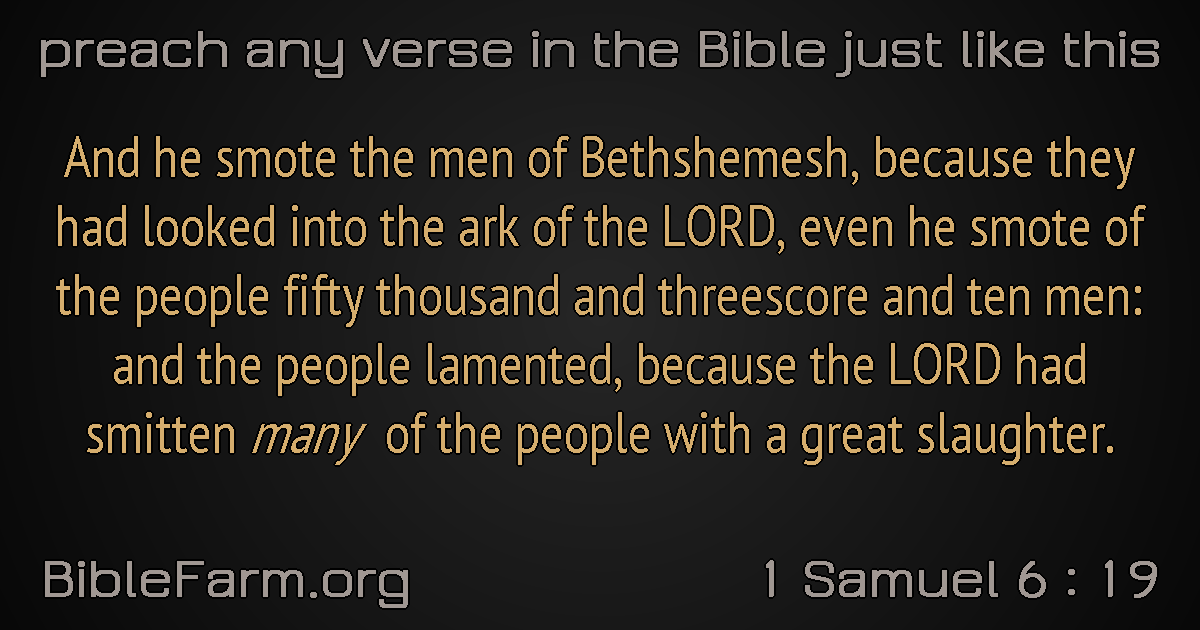 preach any verse in the Bible just like this
And he smote the men of Bethshemesh, because they
had looked into the ark of the LORD, even he smote of
the people fifty thousand and threescore and ten men:
and the people lamented, because the LORD had
smitten many of the people with a great slaughter.
BibleFarm.org
1 Samuel 6 : 19